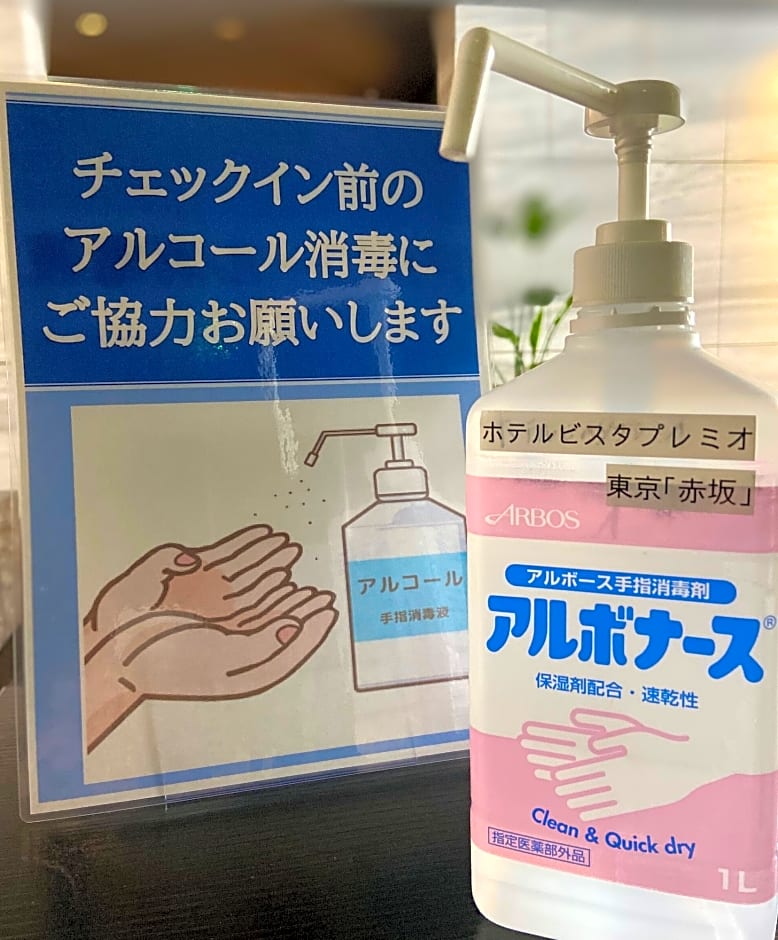 チェックイン前の
アルコール消毒に
ご協力お願いします
アルコール
手指消毒液
ホテルビスタプレミオ
東京「赤坂」
ARBOS
アルボース手指消毒剤
アルボナース®
保湿剤配合・速乾性
Clean & Quick dry
指定医薬部外品
1L